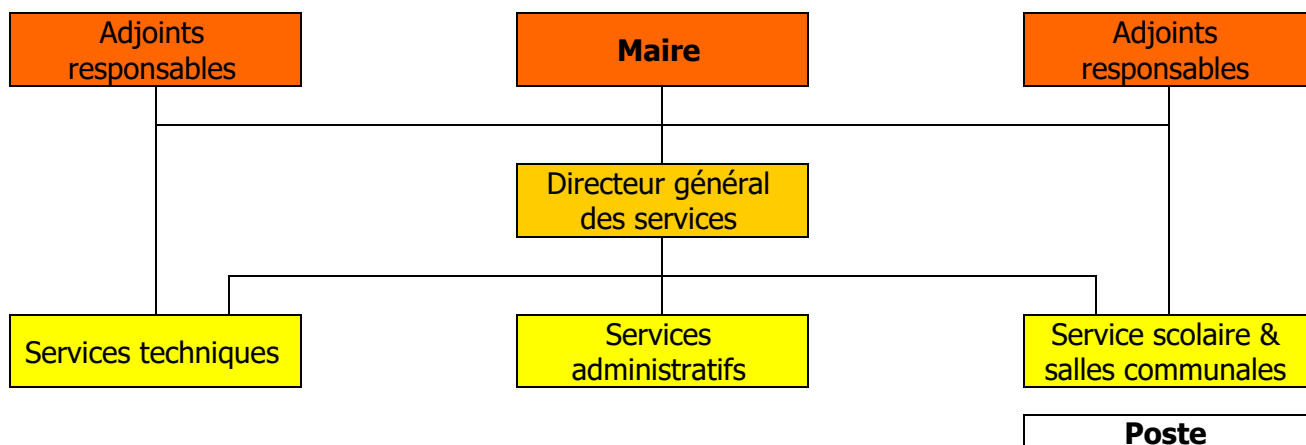 Adjoints
responsables
Maire
Adjoints
responsables
Directeur général
des services
Services techniques
Services
administratifs
Service scolaire &
salles communales
Poste